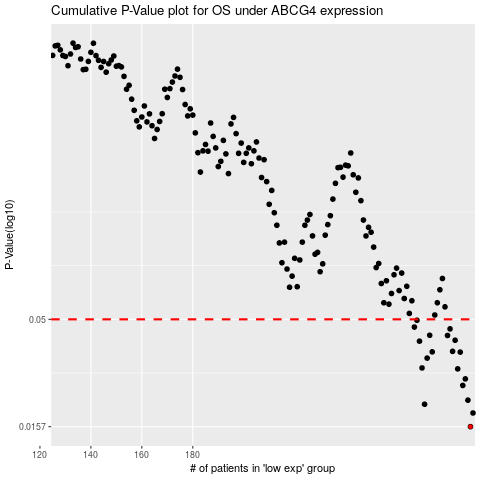 Cumulative P-Value plot for OS under ABCG4 expression
P-Value(log10)
0.05
0.0157
120 140 160 180
# of patients in 'low exp' group